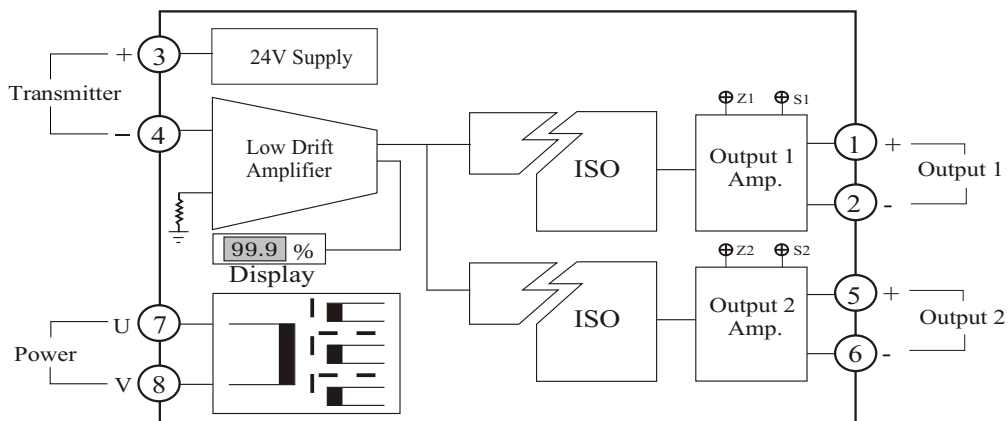 + 3
24V Supply
Transmitter
− 4
Low Drift
Amplifier
99.9 %
Display
U 7
Power
V 8
ISO
Z1 S1
Output 1
Amp.
1 +
2 -
Output 1
ISO
Z2 S2
Output 2
Amp.
5 +
6 -
Output 2